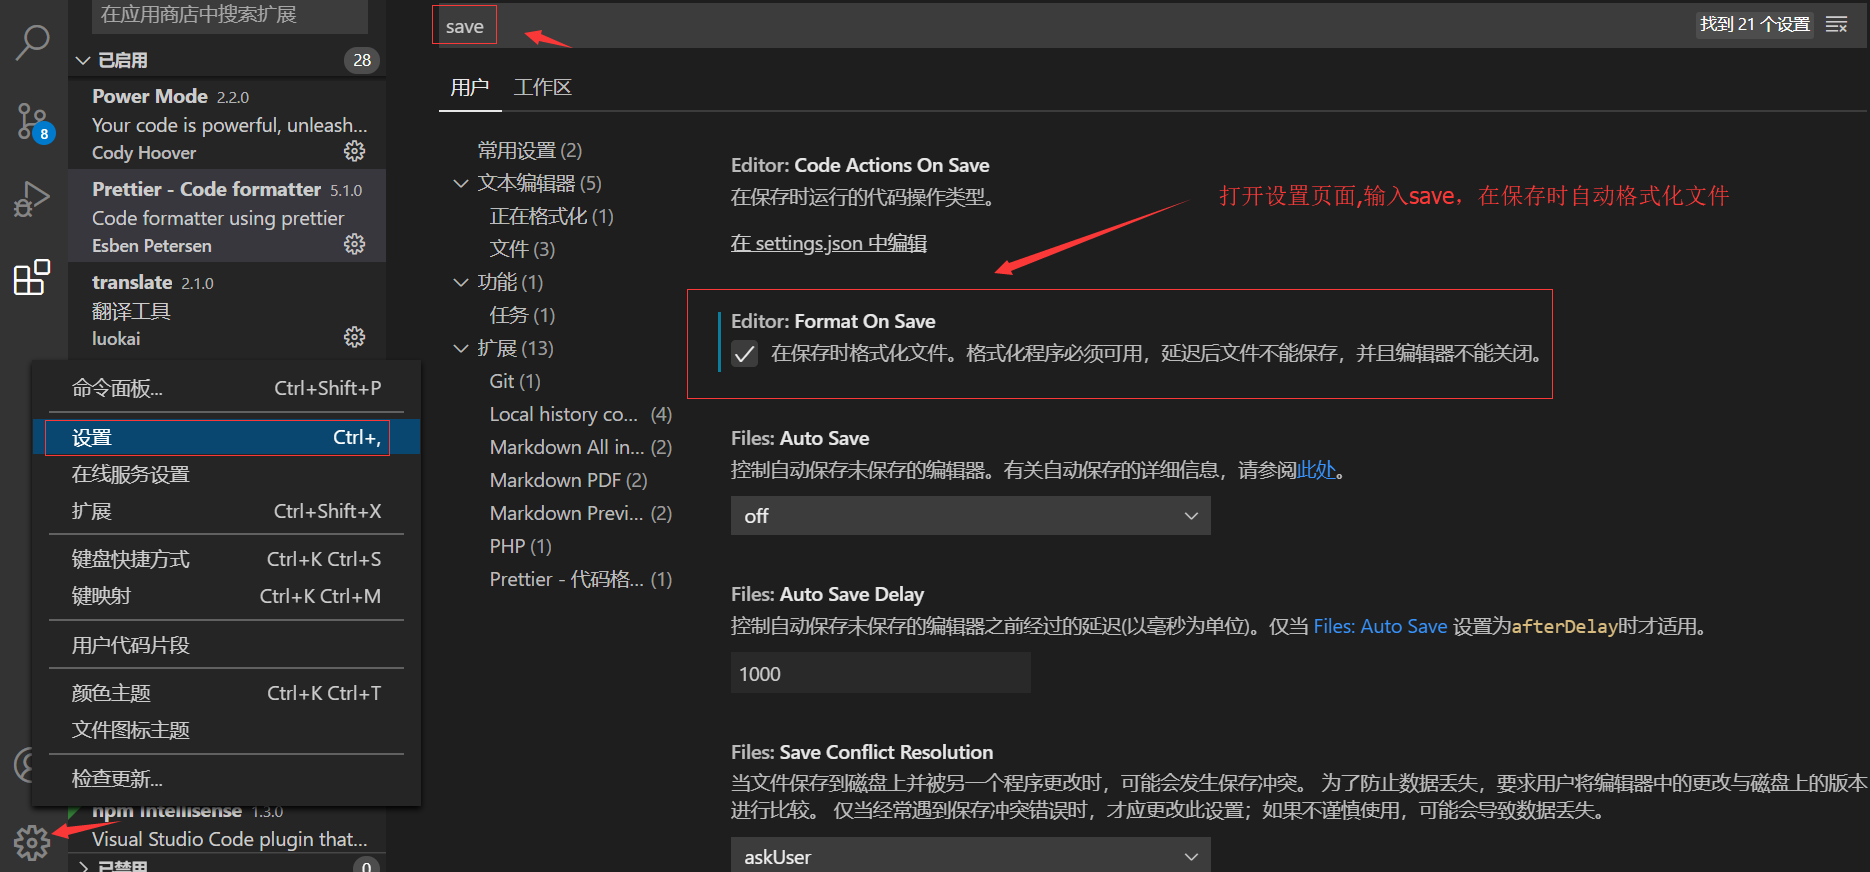 在应用商店中搜索扩展
已启用 28
Power Mode 2.2.0
Your code is powerful, unleash...
Cody Hoover
8
Prettier - Code formatter 5.1.0
Code formatter using prettier
Esben Petersen
translate 2.1.0
翻译工具
luokai
命令面板... Ctrl+Shift+P
设置 Ctrl+,
在线服务设置
扩展 Ctrl+Shift+X
键盘快捷方式 Ctrl+K Ctrl+S
键映射 Ctrl+K Ctrl+M
用户代码片段
颜色主题 Ctrl+K Ctrl+T
文件图标主题
检查更新...
npm Intellisense 1.3.0
Visual Studio Code plugin that...
已禁用 0
save
找到 21 个设置
用户 工作区
常用设置 (2)
文本编辑器 (5)
正在格式化 (1)
文件 (3)
功能 (1)
任务 (1)
扩展 (13)
Git (1)
Local history co... (4)
Markdown All in... (2)
Markdown PDF (2)
Markdown Previ... (2)
PHP (1)
Prettier - 代码格... (1)
Editor: Code Actions On Save
在保存时运行的代码操作类型。
在 settings.json 中编辑
打开设置页面,输入save，在保存时自动格式化文件
Editor: Format On Save
在保存时格式化文件。格式化程序必须可用，延迟后文件不能保存，并且编辑器不能关闭。
Files: Auto Save
控制自动保存未保存的编辑器。有关自动保存的详细信息，请参阅此处。
off
Files: Auto Save Delay
控制自动保存未保存的编辑器之前经过的延迟(以毫秒为单位)。仅当 Files: Auto Save 设置为afterDelay时才适用。
1000
Files: Save Conflict Resolution
当文件保存到磁盘上并被另一个程序更改时，可能会发生保存冲突。 为了防止数据丢失，要求用户将编辑器中的更改与磁盘上的版本
进行比较。 仅当经常遇到保存冲突错误时，才应更改此设置；如果不谨慎使用，可能会导致数据丢失。
askUser